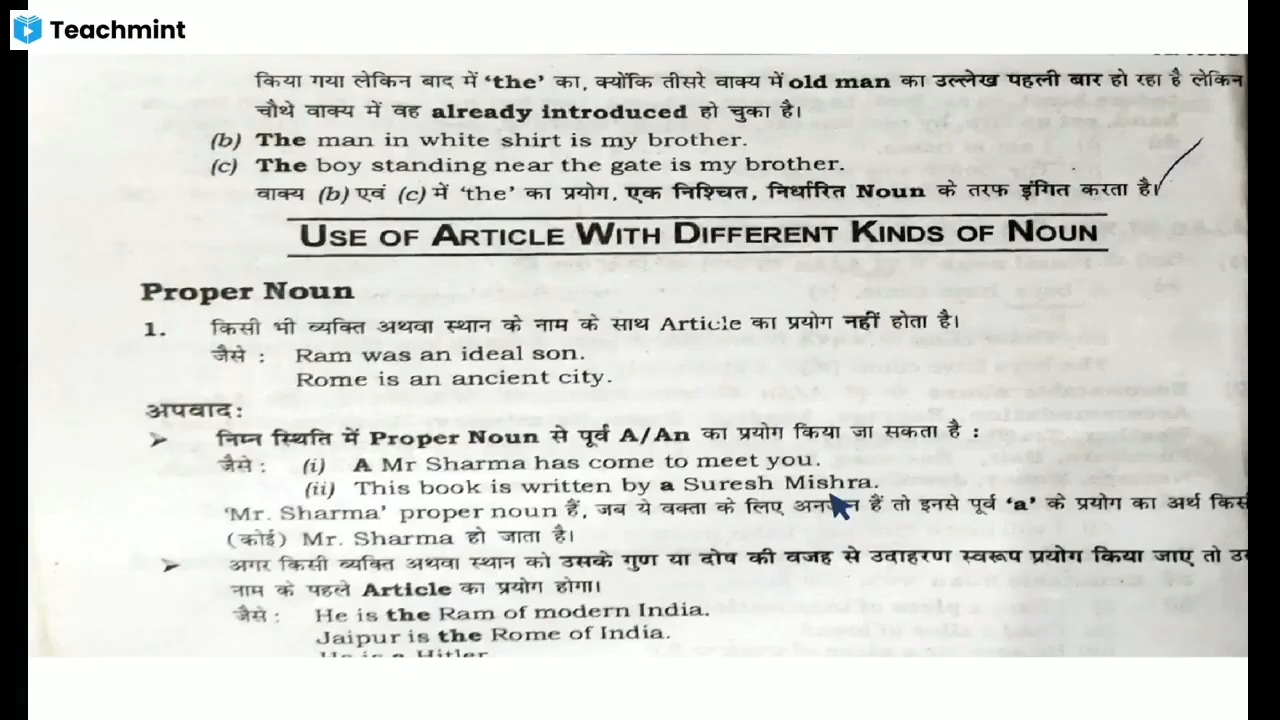 Teachmint
किया गया लेकिन बाद में 'the' का, क्योंकि तीसरे वाक्य में old man का उल्लेख पहली बार हो रहा है लेकिन
चौथे वाक्य में वह already introduced हो चुका है।
(b) The man in white shirt is my brother.
(c) The boy standing near the gate is my brother.
वाक्य (b) एवं (c) में 'the' का प्रयोग, एक निश्चित, निर्धारित Noun के तरफ इंगित करता है।
USE OF ARTICLE WITH DIFFERENT KINDS OF NOUN
Proper Noun
1. किसी भी व्यक्ति अथवा स्थान के नाम के साथ Article का प्रयोग नहीं होता है।
जैसे : Ram was an ideal son.
Rome is an ancient city.
अपवाद:
➢ निम्न स्थिति में Proper Noun से पूर्व A/An का प्रयोग किया जा सकता है :
जैसे : (i) A Mr Sharma has come to meet you.
(ii) This book is written by a Suresh Mishra.
'Mr. Sharma' proper noun हैं, जब ये वक्ता के लिए हैं तो इनसे पूर्व 'a' के प्रयोग का अर्थ
(कोई) Mr. Sharma हो जाता है।
➢ अगर किसी व्यक्ति अथवा स्थान को उसके गुण या दोष की वजह से उदाहरण स्वरूप प्रयोग किया जाए तो
नाम के पहले Article का प्रयोग होगा।
जैसे : He is the Ram of modern India.
Jaipur is the Rome of India.
He is a Hitler